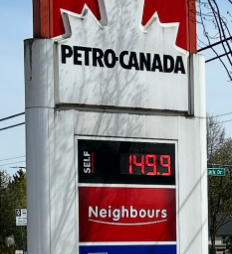 PETRO-CANADA
SELF
149.9
Neighbours